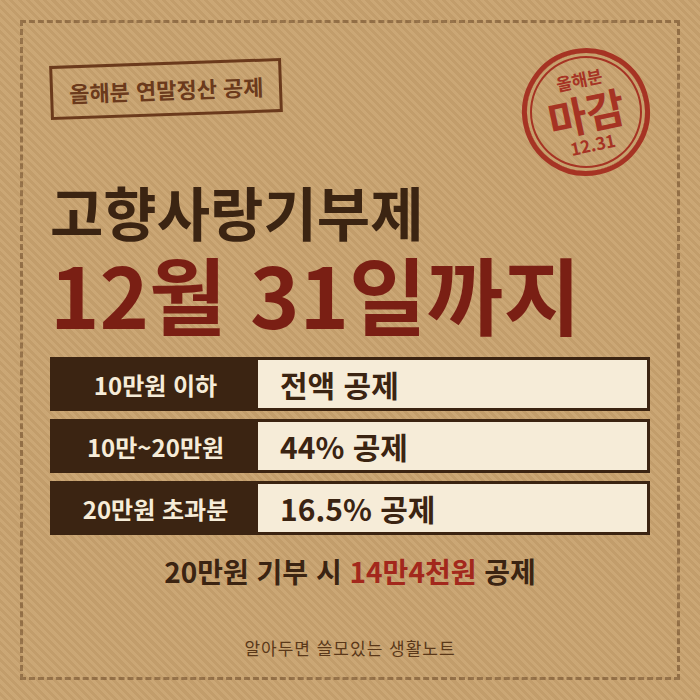 올해분 연말정산 공제
올해분
마감
12.31
고향사랑기부제
12월 31일까지
10만원 이하
전액 공제
10만~20만원
44% 공제
20만원 초과분
16.5% 공제
20만원 기부 시 14만4천원 공제
알아두면 쓸모있는 생활노트